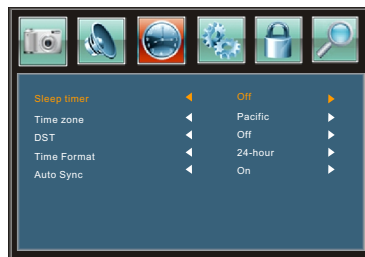 Sleep timer Off
Time zone Pacific
DST Off
Time Format 24-hour
Auto Sync On